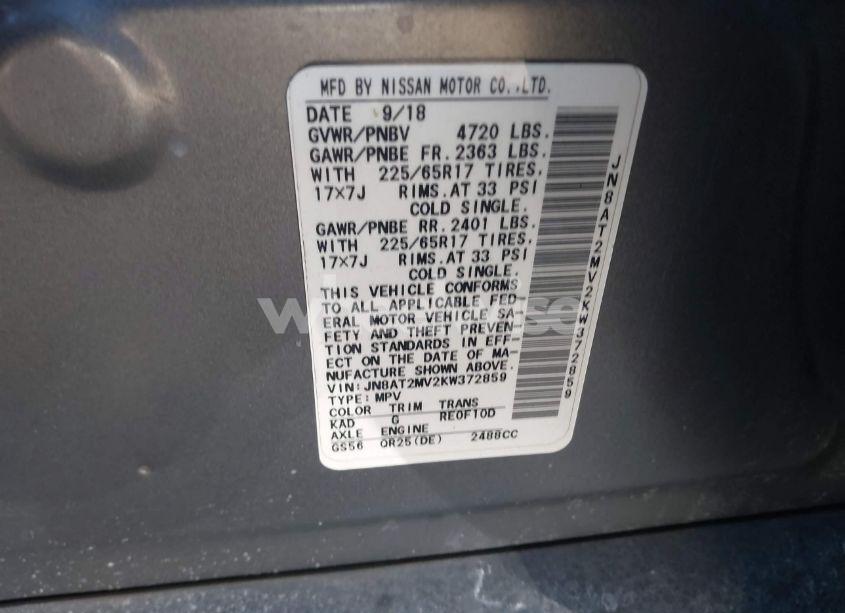 MFD BY NISSAN MOTOR CO.,LTD.
DATE 9/18
GVWR/PNBV 4720 LBS.
GAWR/PNBE FR. 2363 LBS.
WITH 225/65R17 TIRES.
17×7J RIMS. AT 33 PSI
COLD SINGLE.
GAWR/PNBE RR. 2401 LBS.
WITH 225/65R17 TIRES.
17×7J RIMS. AT 33 PSI
COLD SINGLE.
THIS VEHICLE CONFORMS
TO ALL APPLICABLE FED-
ERAL MOTOR VEHICLE SA-
FETY AND THEFT PREVEN-
TION STANDARDS IN EFF-
ECT ON THE DATE OF MA-
NUFACTURE SHOWN ABOVE.
VIN:JN8AT2MV2KW372859
TYPE:MPV
COLOR TRIM TRANS
KAD G RE0F10D
AXLE ENGINE
GS56 QR25(DE) 2488CC
JN8AT2MV2KW372859